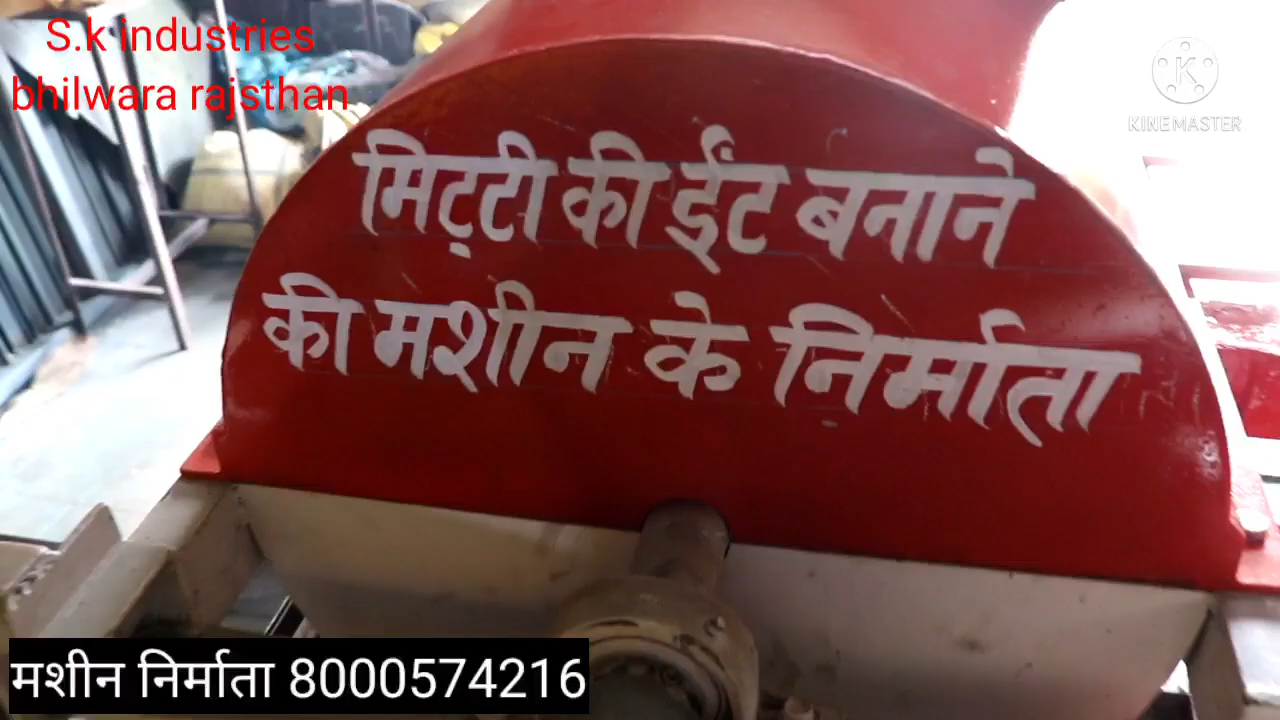 S.k industries
bhilwara rajsthan
KINEMASTER
मिट्टी की ईंट बनाने
की मशीन के निर्माता
मशीन निर्माता 8000574216